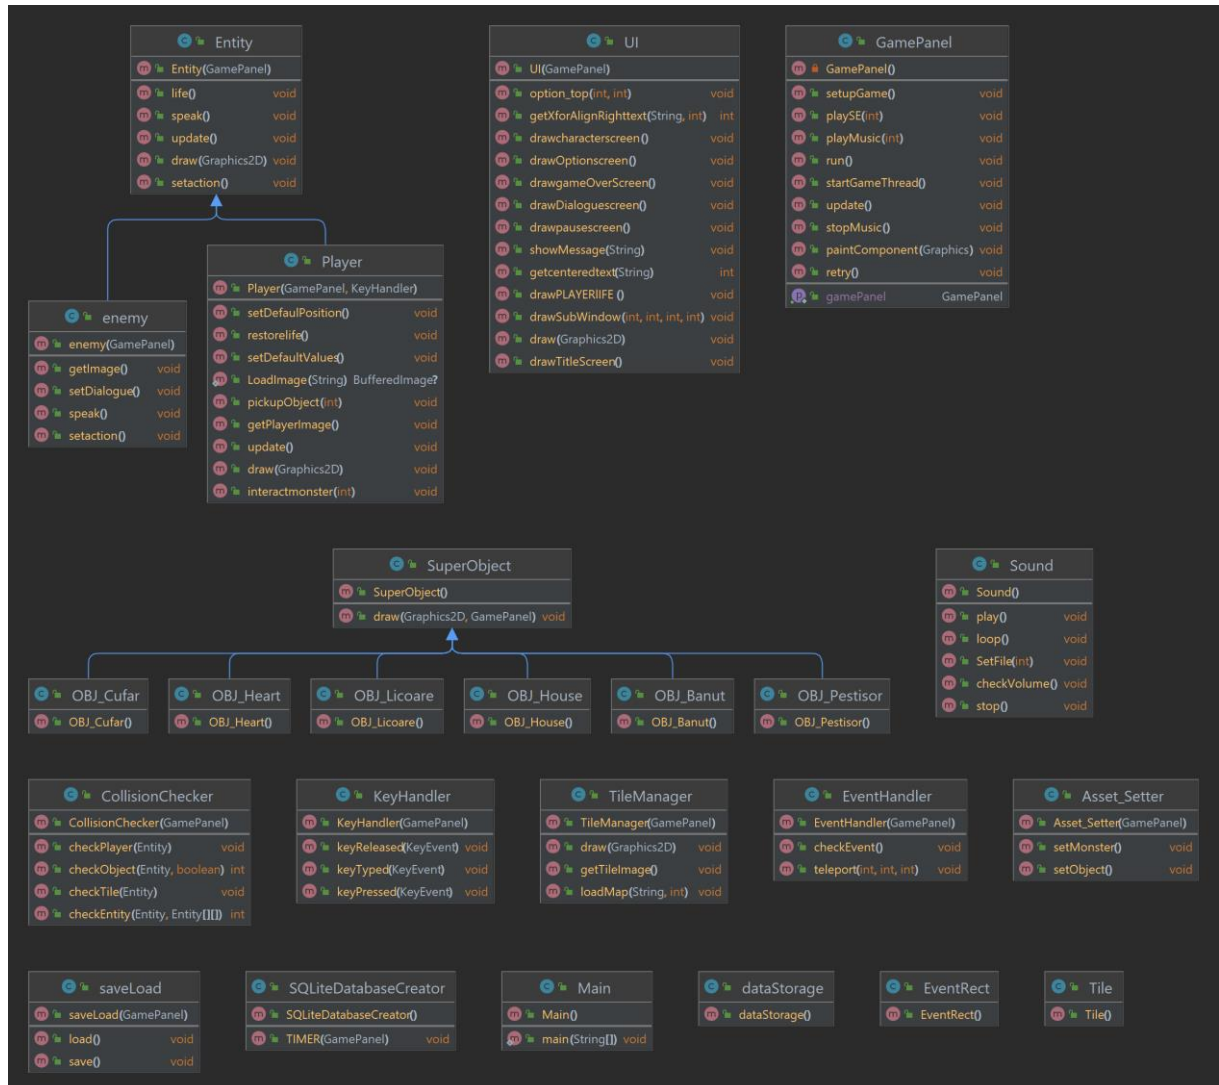 Entity
Entity(GamePanel)
life() void
speak() void
update() void
draw(Graphics2D) void
setaction() void
UI
UI(GamePanel)
option_top(int, int) void
getXforAlignRighttext(String, int) int
drawcharacterscreen() void
drawOptionscreen() void
drawgameOverScreen() void
drawDialoguescreen() void
drawpausescreen() void
showMessage(String) void
getcenteredtext(String) int
drawPLAYERlIFE () void
drawSubWindow(int, int, int, int) void
draw(Graphics2D) void
drawTitleScreen() void
GamePanel
GamePanel()
setupGame() void
playSE(int) void
playMusic(int) void
run() void
startGameThread() void
update() void
stopMusic() void
paintComponent(Graphics) void
retry() void
gamePanel GamePanel
enemy
enemy(GamePanel)
getImage() void
setDialogue() void
speak() void
setaction() void
Player
Player(GamePanel, KeyHandler)
setDefaulPosition() void
restorelife() void
setDefaultValues() void
LoadImage(String) BufferedImage?
pickupObject(int) void
getPlayerImage() void
update() void
draw(Graphics2D) void
interactmonster(int) void
SuperObject
SuperObject()
draw(Graphics2D, GamePanel) void
Sound
Sound()
play() void
loop() void
SetFile(int) void
checkVolume() void
stop() void
OBJ_Cufar
OBJ_Cufar()
OBJ_Heart
OBJ_Heart()
OBJ_Licoare
OBJ_Licoare()
OBJ_House
OBJ_House()
OBJ_Banut
OBJ_Banut()
OBJ_Pestisor
OBJ_Pestisor()
CollisionChecker
CollisionChecker(GamePanel)
checkPlayer(Entity) void
checkObject(Entity, boolean) int
checkTile(Entity) void
checkEntity(Entity, Entity[][]) int
KeyHandler
KeyHandler(GamePanel)
keyReleased(KeyEvent) void
keyTyped(KeyEvent) void
keyPressed(KeyEvent) void
TileManager
TileManager(GamePanel)
draw(Graphics2D) void
getTileImage() void
loadMap(String, int) void
EventHandler
EventHandler(GamePanel)
checkEvent() void
teleport(int, int, int) void
Asset_Setter
Asset_Setter(GamePanel)
setMonster() void
setObject() void
saveLoad
saveLoad(GamePanel)
load() void
save() void
SQLiteDatabaseCreator
SQLiteDatabaseCreator()
TIMER(GamePanel) void
Main
Main()
main(String[]) void
dataStorage
dataStorage()
EventRect
EventRect()
Tile
Tile()